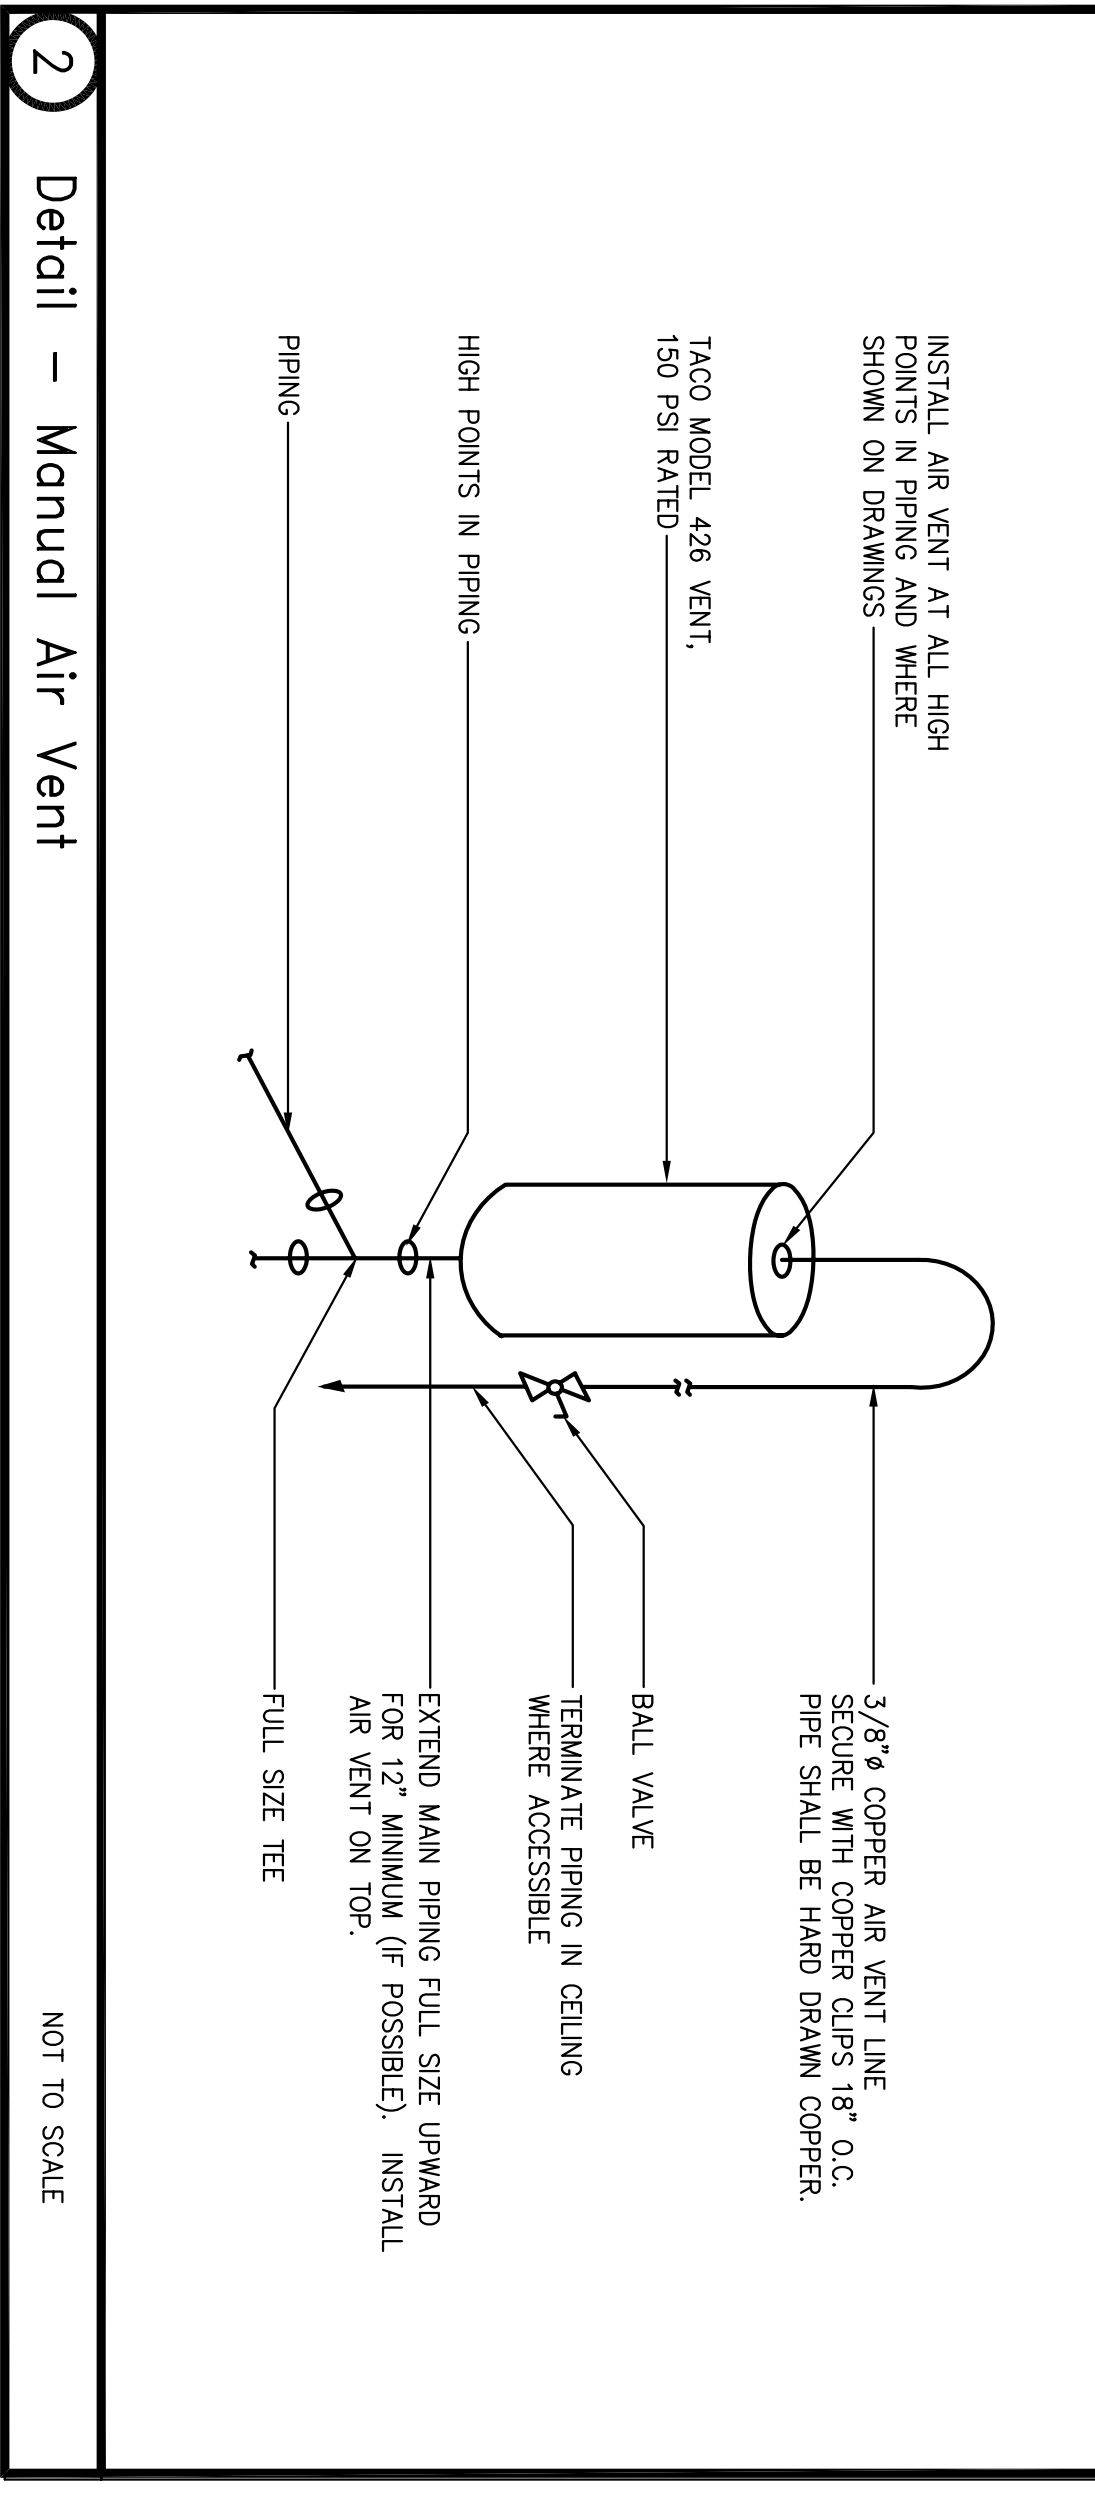 INSTALL AIR VENT AT ALL HIGH
POINTS IN PIPING AND WHERE
SHOWN ON DRAWINGS
TACO MODEL 426 VENT,
150 PSI RATED
HIGH POINTS IN PIPING
PIPING
3/8"ø COPPER AIR VENT LINE
SECURE WITH COPPER CLIPS 18" O.C.
PIPE SHALL BE HARD DRAWN COPPER.
BALL VALVE
TERMINATE PIPING IN CEILING
WHERE ACCESSIBLE
EXTEND MAIN PIPING FULL SIZE UPWARD
FOR 12" MINIMUM (IF POSSIBLE). INSTALL
AIR VENT ON TOP.
FULL SIZE TEE
2 Detail – Manual Air Vent
NOT TO SCALE